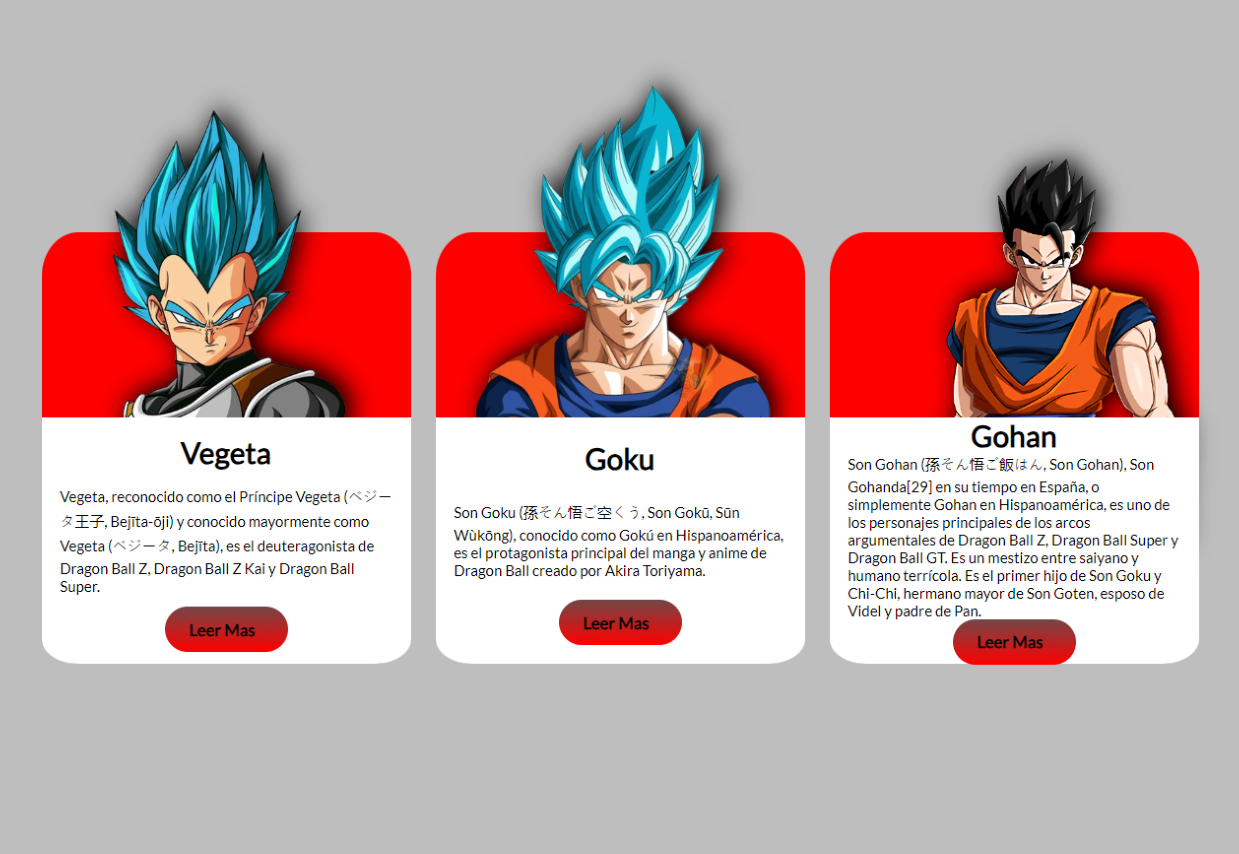 Vegeta
Vegeta, reconocido como el Príncipe Vegeta (ベジー
タ王子, Bejīta-ōji) y conocido mayormente como
Vegeta (ベジータ, Bejīta), es el deuteragonista de
Dragon Ball Z, Dragon Ball Z Kai y Dragon Ball
Super.
Leer Mas
Goku
Son Goku (孫そん悟ご空くう, Son Gokū, Sūn
Wùkōng), conocido como Gokú en Hispanoamérica,
es el protagonista principal del manga y anime de
Dragon Ball creado por Akira Toriyama.
Leer Mas
Gohan
Son Gohan (孫そん悟ご飯はん, Son Gohan), Son
Gohanda[29] en su tiempo en España, o
simplemente Gohan en Hispanoamérica, es uno de
los personajes principales de los arcos
argumentales de Dragon Ball Z, Dragon Ball Super y
Dragon Ball GT. Es un mestizo entre saiyano y
humano terrícola. Es el primer hijo de Son Goku y
Chi-Chi, hermano mayor de Son Goten, esposo de
Videl y padre de Pan.
Leer Mas